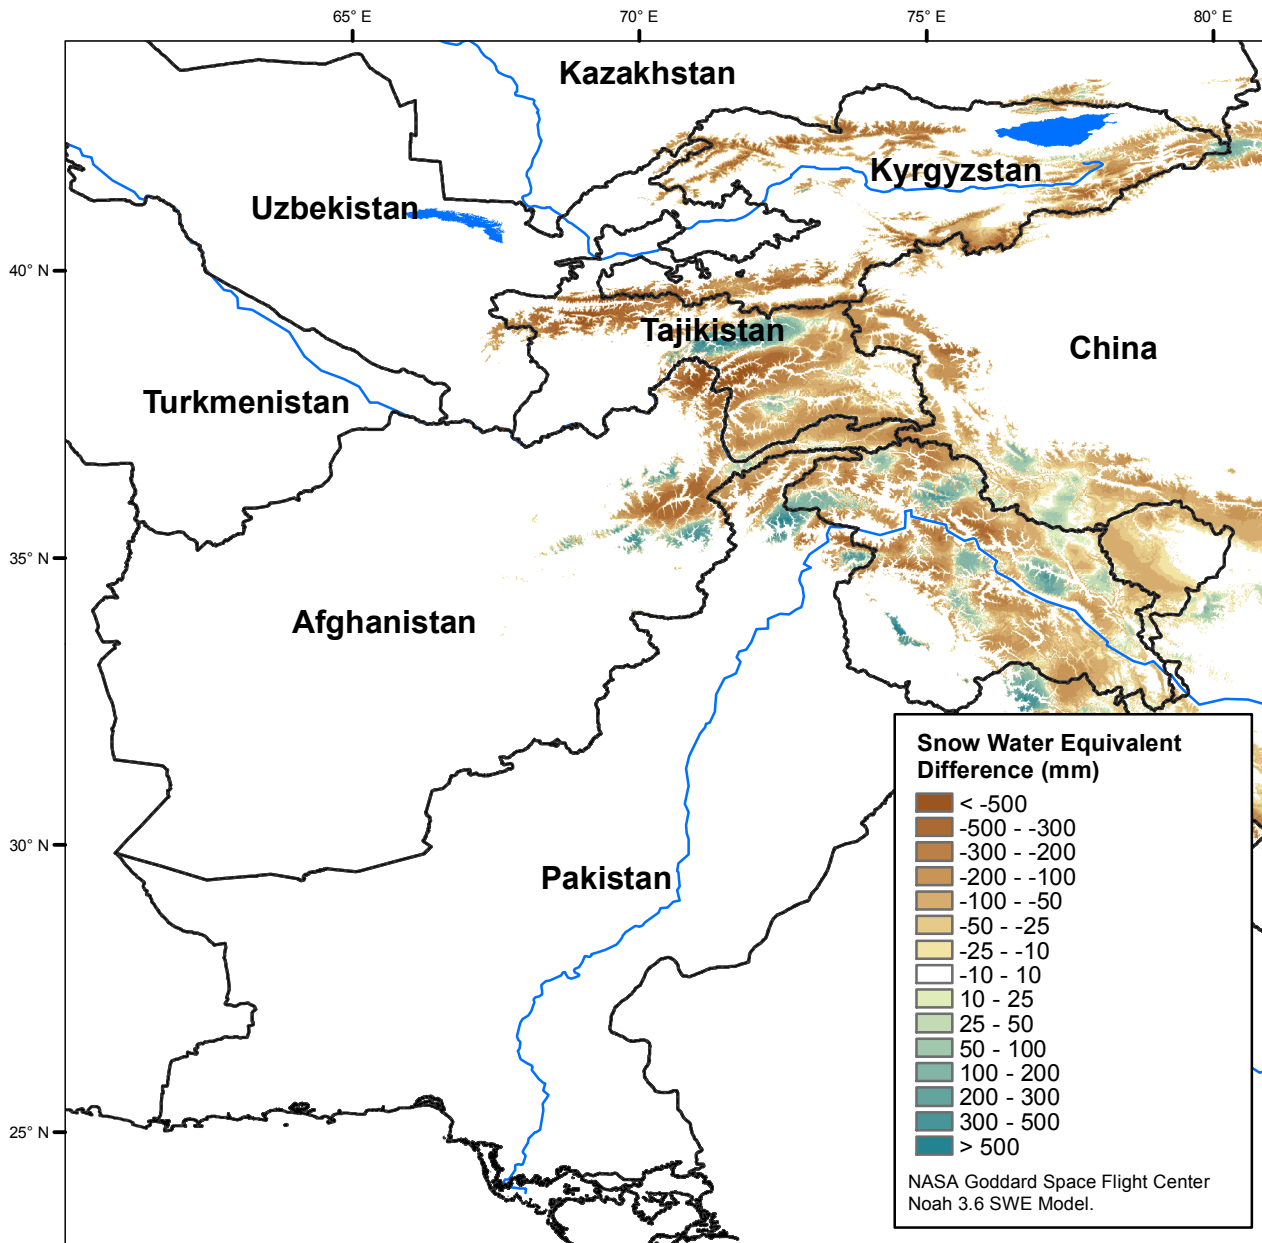 65° E
70° E
75° E
80° E
Kazakhstan
Kyrgyzstan
Uzbekistan
40° N
Tajikistan
China
Turkmenistan
35° N
Afghanistan
Snow Water Equivalent
Difference (mm)
< -500
-500 - -300
-300 - -200
-200 - -100
-100 - -50
-50 - -25
-25 - -10
-10 - 10
10 - 25
25 - 50
50 - 100
100 - 200
200 - 300
300 - 500
> 500
NASA Goddard Space Flight Center
Noah 3.6 SWE Model.
30° N
Pakistan
25° N